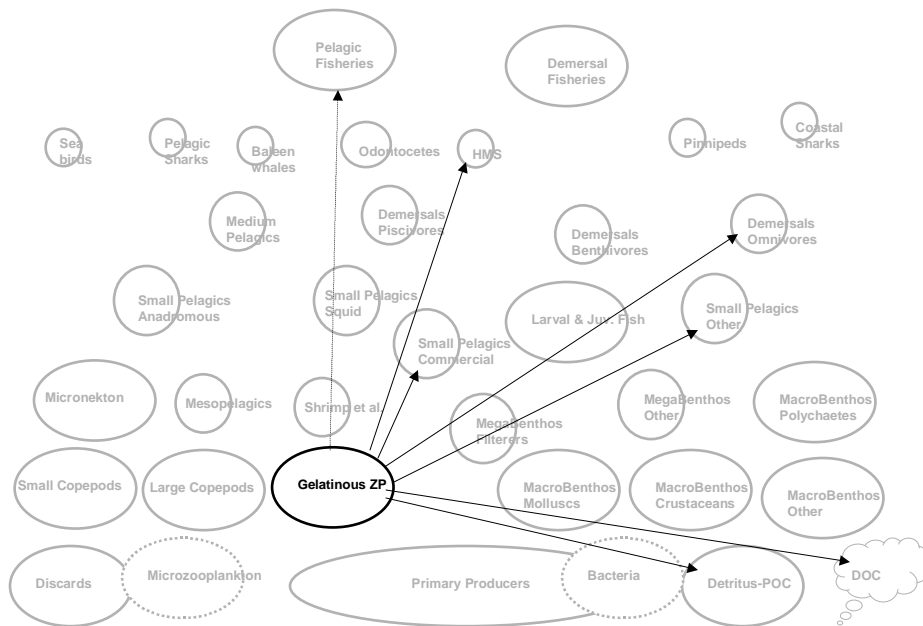 Pelagic
Fisheries
Demersal
Fisheries
Sea
birds
Pelagic
Sharks
Baleen
whales
Odontocetes
HMS
Pinnipeds
Coastal
Sharks
Medium
Pelagics
Demersals
Piscivores
Demersals
Benthivores
Demersals
Omnivores
Small Pelagics
Anadromous
Small Pelagics
Squid
Small Pelagics
Commercial
Larval & Juv. Fish
Small Pelagics
Other
Micronekton
Mesopelagics
Shrimp et al.
MegaBenthos
Filterers
MegaBenthos
Other
MacroBenthos
Polychaetes
Small Copepods
Large Copepods
Gelatinous ZP
MacroBenthos
Molluscs
MacroBenthos
Crustaceans
MacroBenthos
Other
Discards
Microzooplankton
Primary Producers
Bacteria
Detritus-POC
DOC